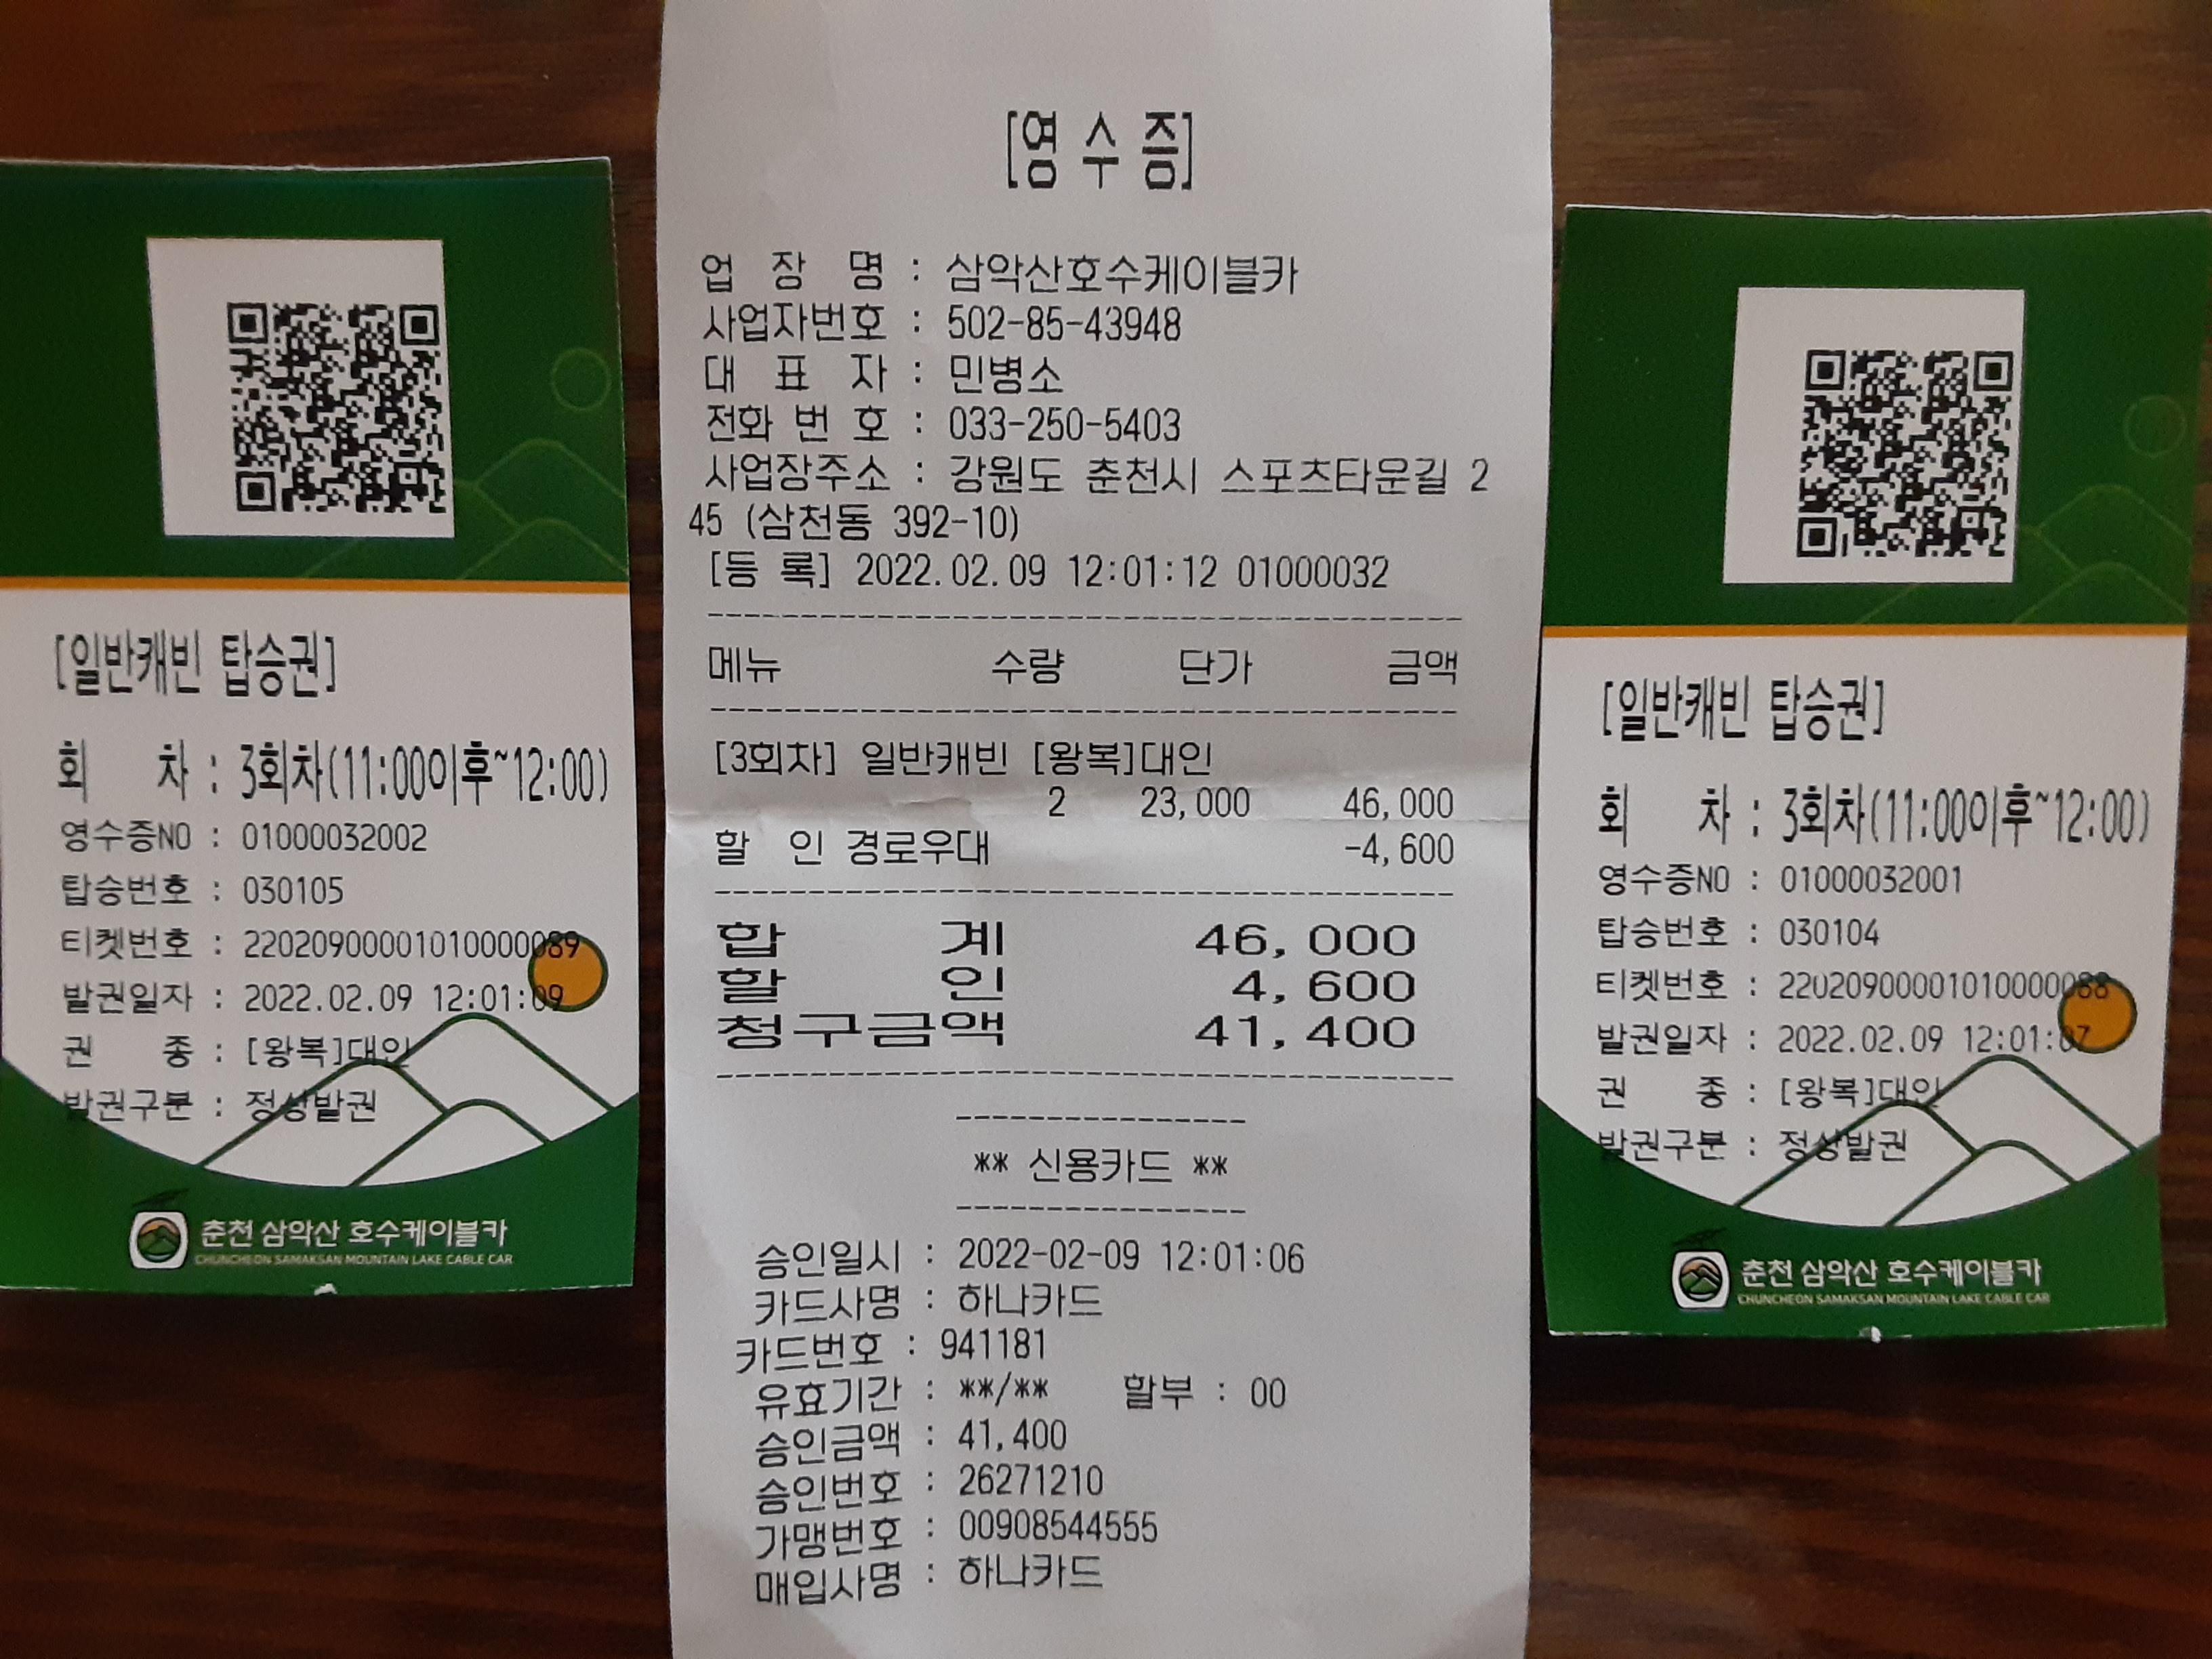 [일반캐빈 탑승권]
회 차 : 3회차(11:00이후~12:00)
영수증NO : 01000032002
탑승번호 : 030105
티켓번호 : 22020900001010000089
발권일자 : 2022.02.09 12:01:09
권 종 : [왕복]대인
발권구분 : 정상발권
춘천 삼악산 호수케이블카
CHUNCHEON SAMAKSAN MOUNTAIN LAKE CABLE CAR
[영 수 증]
업 장 명 : 삼악산호수케이블카
사업자번호 : 502-85-43948
대 표 자 : 민병소
전화 번 호 : 033-250-5403
사업장주소 : 강원도 춘천시 스포츠타운길 2
45 (삼천동 392-10)
[등 록] 2022.02.09 12:01:12 01000032
메뉴 수량 단가 금액
[3회차] 일반캐빈 [왕복]대인
2 23,000 46,000
할 인 경로우대 -4,600
합 계 46,000
할 인 4,600
청구금액 41,400
** 신용카드 **
승인일시 : 2022-02-09 12:01:06
카드사명 : 하나카드
카드번호 : 941181
유효기간 : **/** 할부 : 00
승인금액 : 41,400
승인번호 : 26271210
가맹번호 : 00908544555
매입사명 : 하나카드
[일반캐빈 탑승권]
회 차 : 3회차(11:00이후~12:00)
영수증NO : 01000032001
탑승번호 : 030104
티켓번호 : 22020900001010000088
발권일자 : 2022.02.09 12:01:07
권 종 : [왕복]대인
발권구분 : 정상발권
춘천 삼악산 호수케이블카
CHUNCHEON SAMAKSAN MOUNTAIN LAKE CABLE CAR